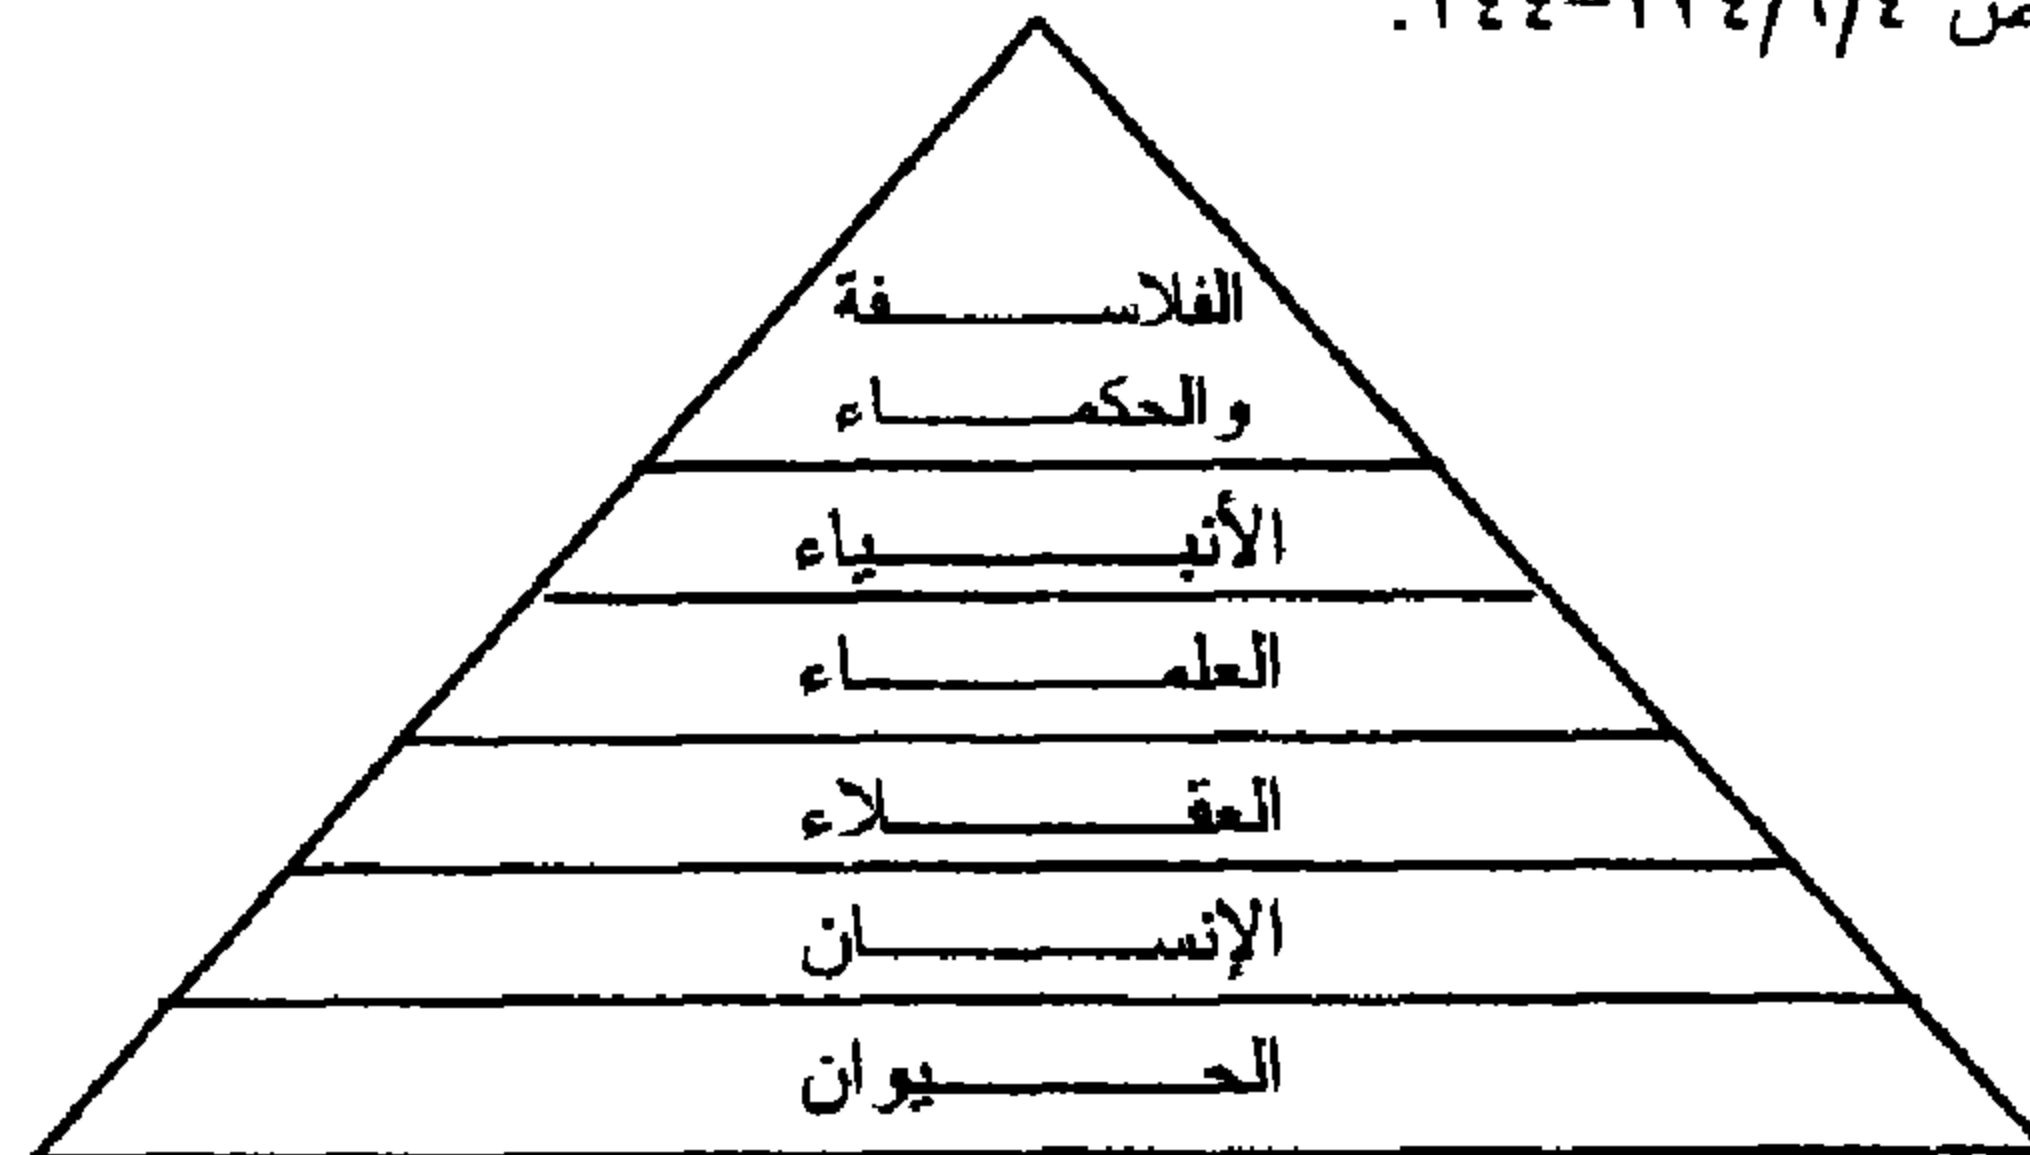 الفلاسفة
والحكماء
الأنبياء
العلماء
العقلاء
الإنسان
الحيوان